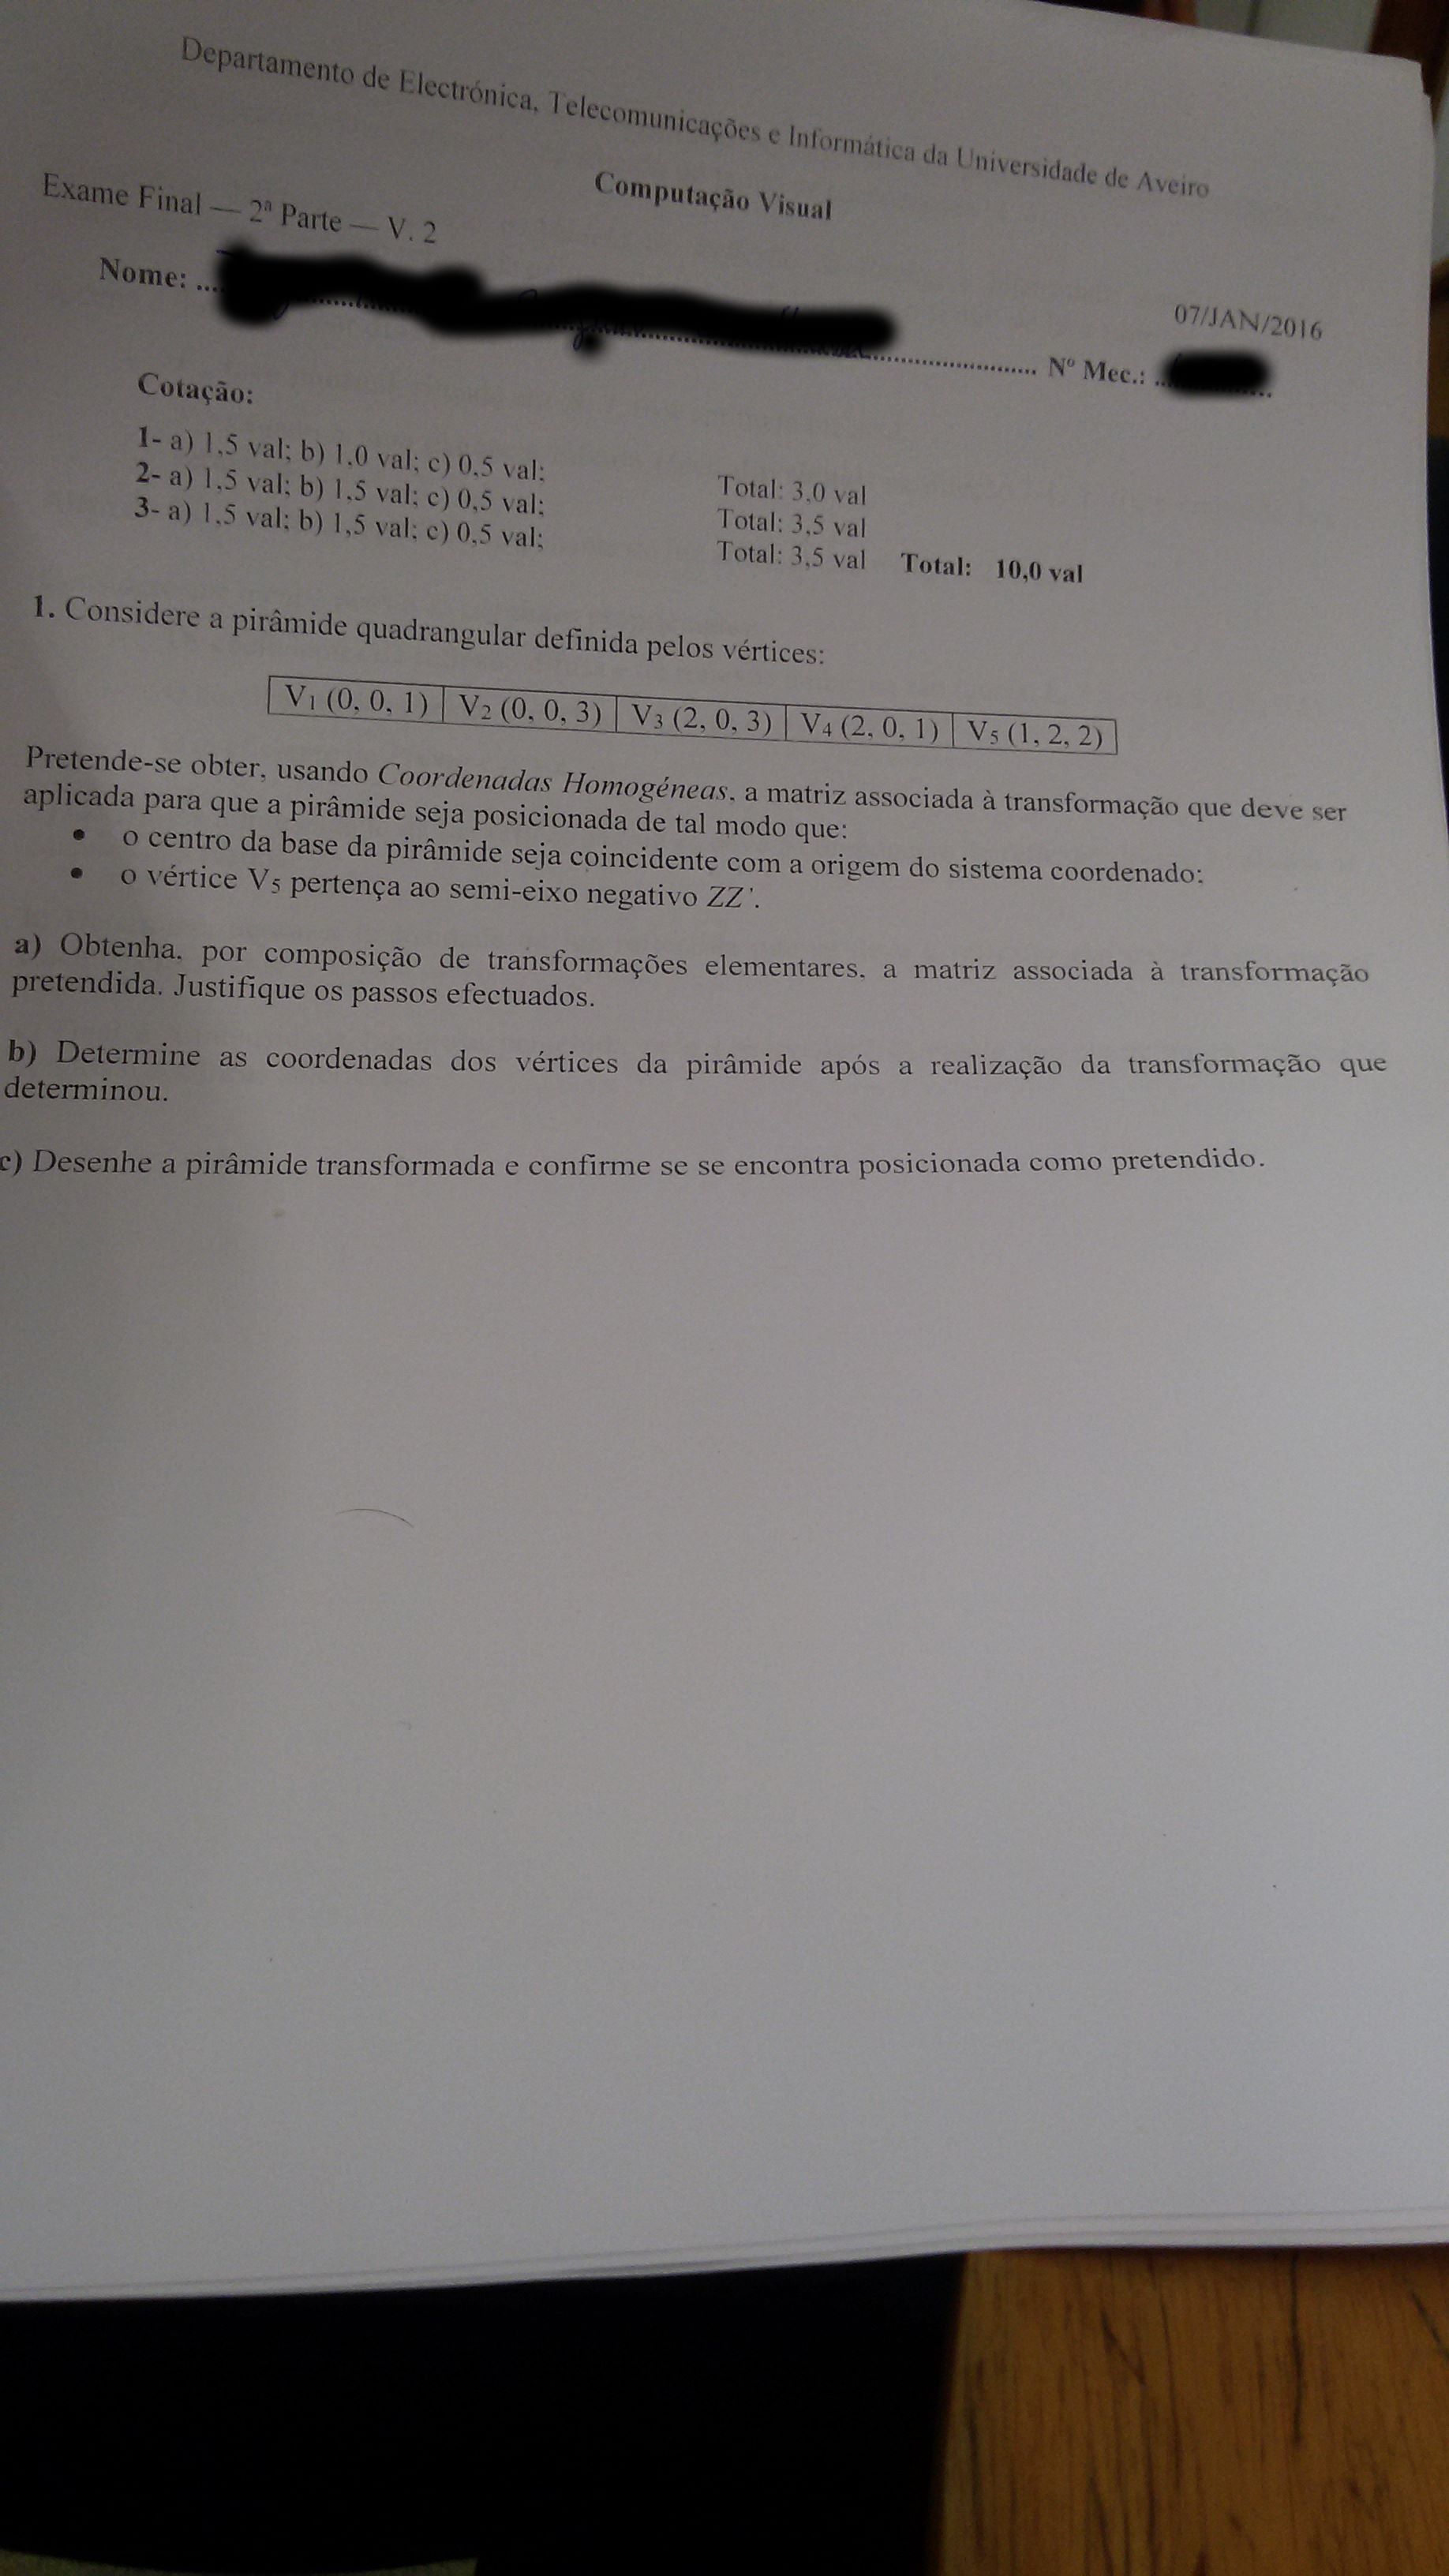 Departamento de Electrónica, Telecomunicações e Informática da Universidade de Aveiro
Computação Visual
Exame Final — 2ª Parte — V. 2
07/JAN/2016
Nome: ........ Nº Mec.: ........
Cotação:
1- a) 1,5 val; b) 1,0 val; c) 0,5 val; Total: 3,0 val
2- a) 1,5 val; b) 1,5 val; c) 0,5 val; Total: 3,5 val
3- a) 1,5 val; b) 1,5 val; c) 0,5 val; Total: 3,5 val Total: 10,0 val
1. Considere a pirâmide quadrangular definida pelos vértices:
V1 (0, 0, 1) V2 (0, 0, 3) V3 (2, 0, 3) V4 (2, 0, 1) V5 (1, 2, 2)
Pretende-se obter, usando Coordenadas Homogéneas, a matriz associada à transformação que deve ser
aplicada para que a pirâmide seja posicionada de tal modo que:
• o centro da base da pirâmide seja coincidente com a origem do sistema coordenado;
• o vértice V5 pertença ao semi-eixo negativo ZZ'.
a) Obtenha, por composição de transformações elementares, a matriz associada à transformação
pretendida. Justifique os passos efectuados.
b) Determine as coordenadas dos vértices da pirâmide após a realização da transformação que
determinou.
c) Desenhe a pirâmide transformada e confirme se se encontra posicionada como pretendido.